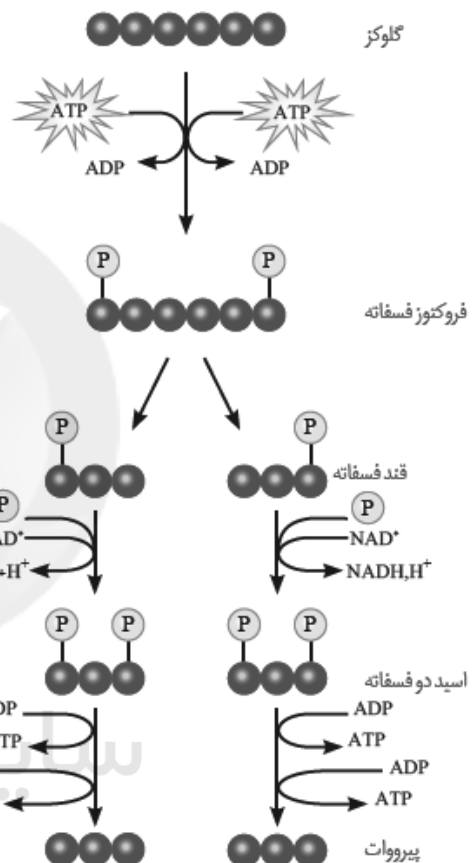 گلوکز
ATP ATP
ADP ADP
P P
فروکتوز فسفاته
P P
قند فسفاته
P P
NAD⁺
H⁺ NADH,H⁺
P P P P
اسید دو فسفاته
ADP
ATP
ADP
ATP
پیرووات